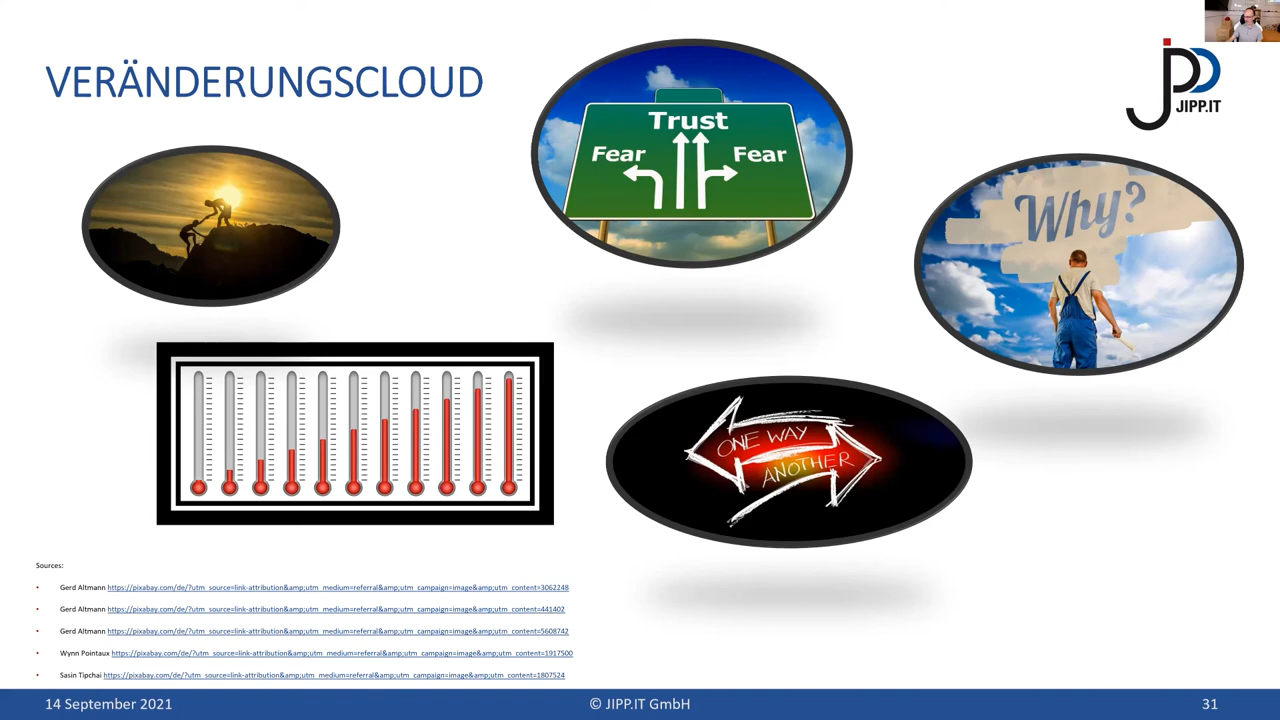 VERÄNDERUNGSCLOUD
Trust
Fear Fear
JIPP.IT
Why?
ONE WAY
ANOTHER
Sources:
• Gerd Altmann https://pixabay.com/de/?utm_source=link-attribution&amp;utm_medium=referral&amp;utm_campaign=image&amp;utm_content=3062248
• Gerd Altmann https://pixabay.com/de/?utm_source=link-attribution&amp;utm_medium=referral&amp;utm_campaign=image&amp;utm_content=441402
• Gerd Altmann https://pixabay.com/de/?utm_source=link-attribution&amp;utm_medium=referral&amp;utm_campaign=image&amp;utm_content=5608742
• Wynn Pointaux https://pixabay.com/de/?utm_source=link-attribution&amp;utm_medium=referral&amp;utm_campaign=image&amp;utm_content=1917500
• Sasin Tipchai https://pixabay.com/de/?utm_source=link-attribution&amp;utm_medium=referral&amp;utm_campaign=image&amp;utm_content=1807524
14 September 2021 © JIPP.IT GmbH 31